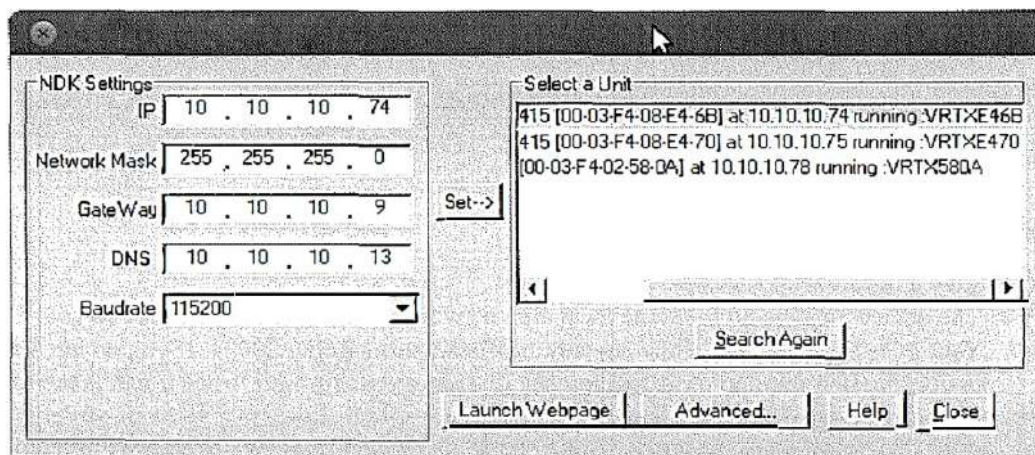 NDK Settings
IP 10 . 10 . 10 . 74
Network Mask 255 . 255 . 255 . 0
GateWay 10 . 10 . 10 . 9
DNS 10 . 10 . 10 . 13
Baudrate 115200
Set-->
Select a Unit
415 [00-03-F4-08-E4-6B] at 10.10.10.74 running :VRTXE46B
415 [00-03-F4-08-E4-70] at 10.10.10.75 running :VRTXE470
[00-03-F4-02-58-0A] at 10.10.10.78 running :VRTX580A
Search Again
Launch Webpage
Advanced...
Help
Close